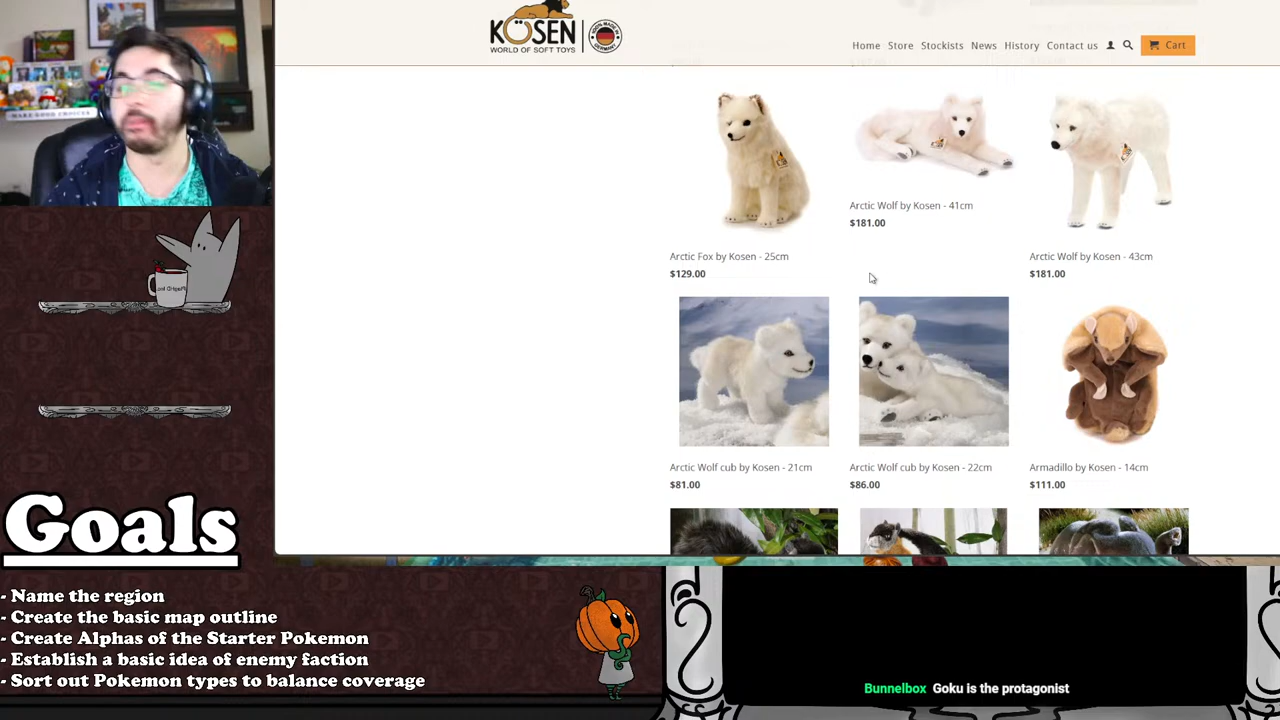 KÖSEN
WORLD OF SOFT TOYS
Home Store Stockists News History Contact us Cart
MAKE GOOD CHOICES
Arctic Fox by Kosen - 25cm
$129.00
Arctic Wolf by Kosen - 41cm
$181.00
Arctic Wolf by Kosen - 43cm
$181.00
Arctic Wolf cub by Kosen - 21cm
$81.00
Arctic Wolf cub by Kosen - 22cm
$86.00
Armadillo by Kosen - 14cm
$111.00
Goals
- Name the region
- Create the basic map outline
- Create Alphas of the Starter Pokemon
- Establish a basic idea of enemy faction
- Sort out Pokemon types to balance coverage
Bunnelbox Goku is the protagonist